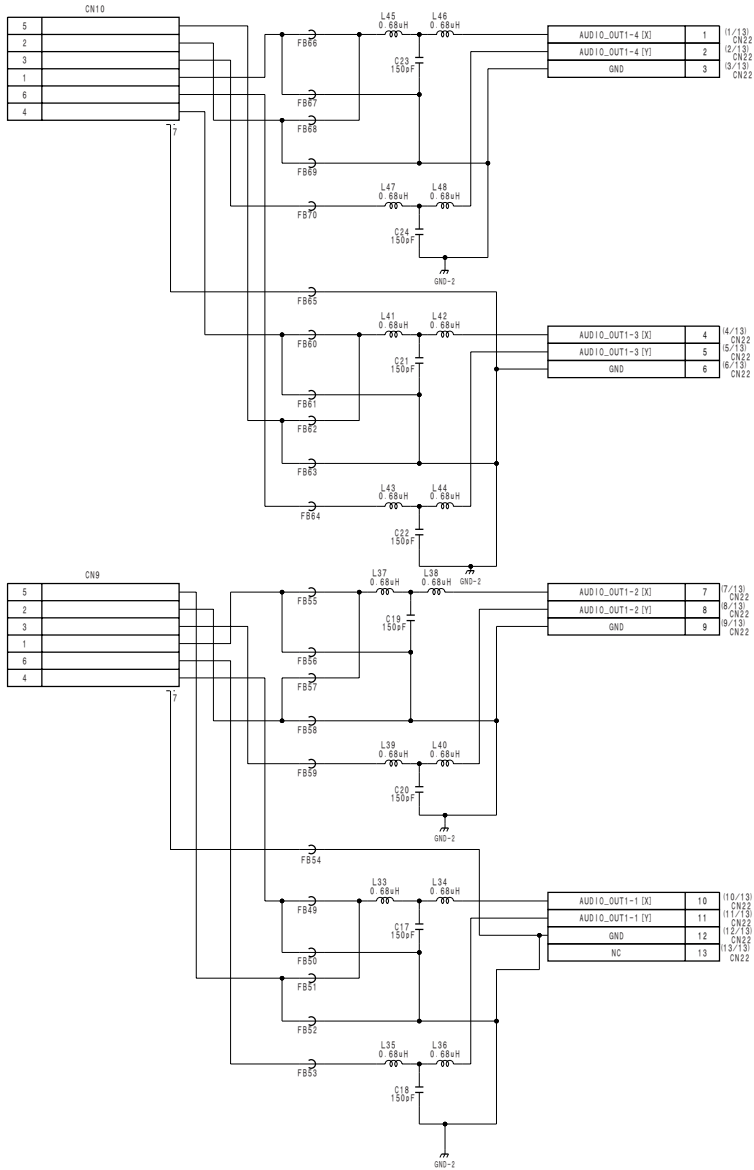 CN10
5
2
3
1
6
4
7
FB66
L45
0.68uH
L46
0.68uH
C23
150pF
FB67
FB68
FB69
L47
0.68uH
L48
0.68uH
FB70
C24
150pF
GND-2
AUDIO_OUT1-4 [X] 1 (1/13) CN22
AUDIO_OUT1-4 [Y] 2 (2/13) CN22
GND 3 (3/13) CN22
FB65
L41
0.68uH
L42
0.68uH
FB60
C21
150pF
FB61
FB62
FB63
L43
0.68uH
L44
0.68uH
FB64
C22
150pF
GND-2
AUDIO_OUT1-3 [X] 4 (4/13) CN22
AUDIO_OUT1-3 [Y] 5 (5/13) CN22
GND 6 (6/13) CN22
CN9
5
2
3
1
6
4
7
L37
0.68uH
L38
0.68uH
FB55
C19
150pF
FB56
FB57
FB58
L39
0.68uH
L40
0.68uH
FB59
C20
150pF
GND-2
AUDIO_OUT1-2 [X] 7 (7/13) CN22
AUDIO_OUT1-2 [Y] 8 (8/13) CN22
GND 9 (9/13) CN22
FB54
L33
0.68uH
L34
0.68uH
FB49
C17
150pF
FB50
FB51
FB52
L35
0.68uH
L36
0.68uH
FB53
C18
150pF
GND-2
AUDIO_OUT1-1 [X] 10 (10/13) CN22
AUDIO_OUT1-1 [Y] 11 (11/13) CN22
GND 12 (12/13) CN22
NC 13 (13/13) CN22